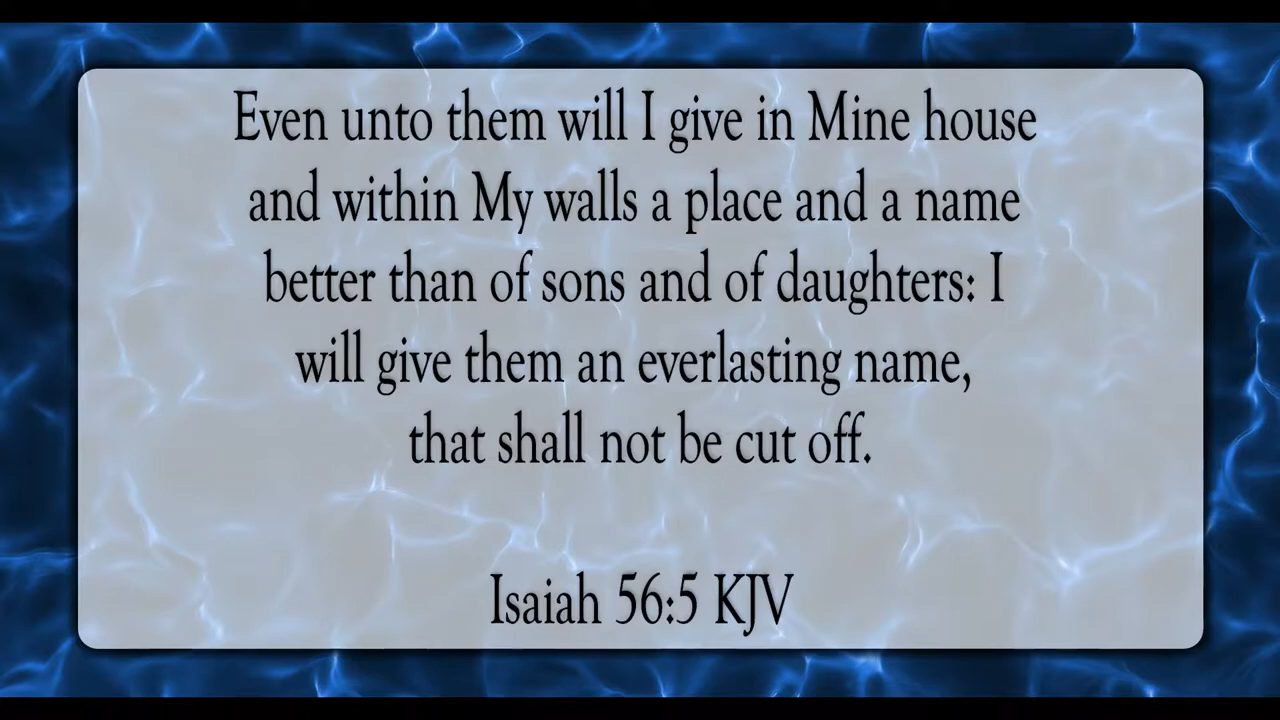 Even unto them will I give in Mine house
and within My walls a place and a name
better than of sons and of daughters: I
will give them an everlasting name,
that shall not be cut off.
Isaiah 56:5 KJV